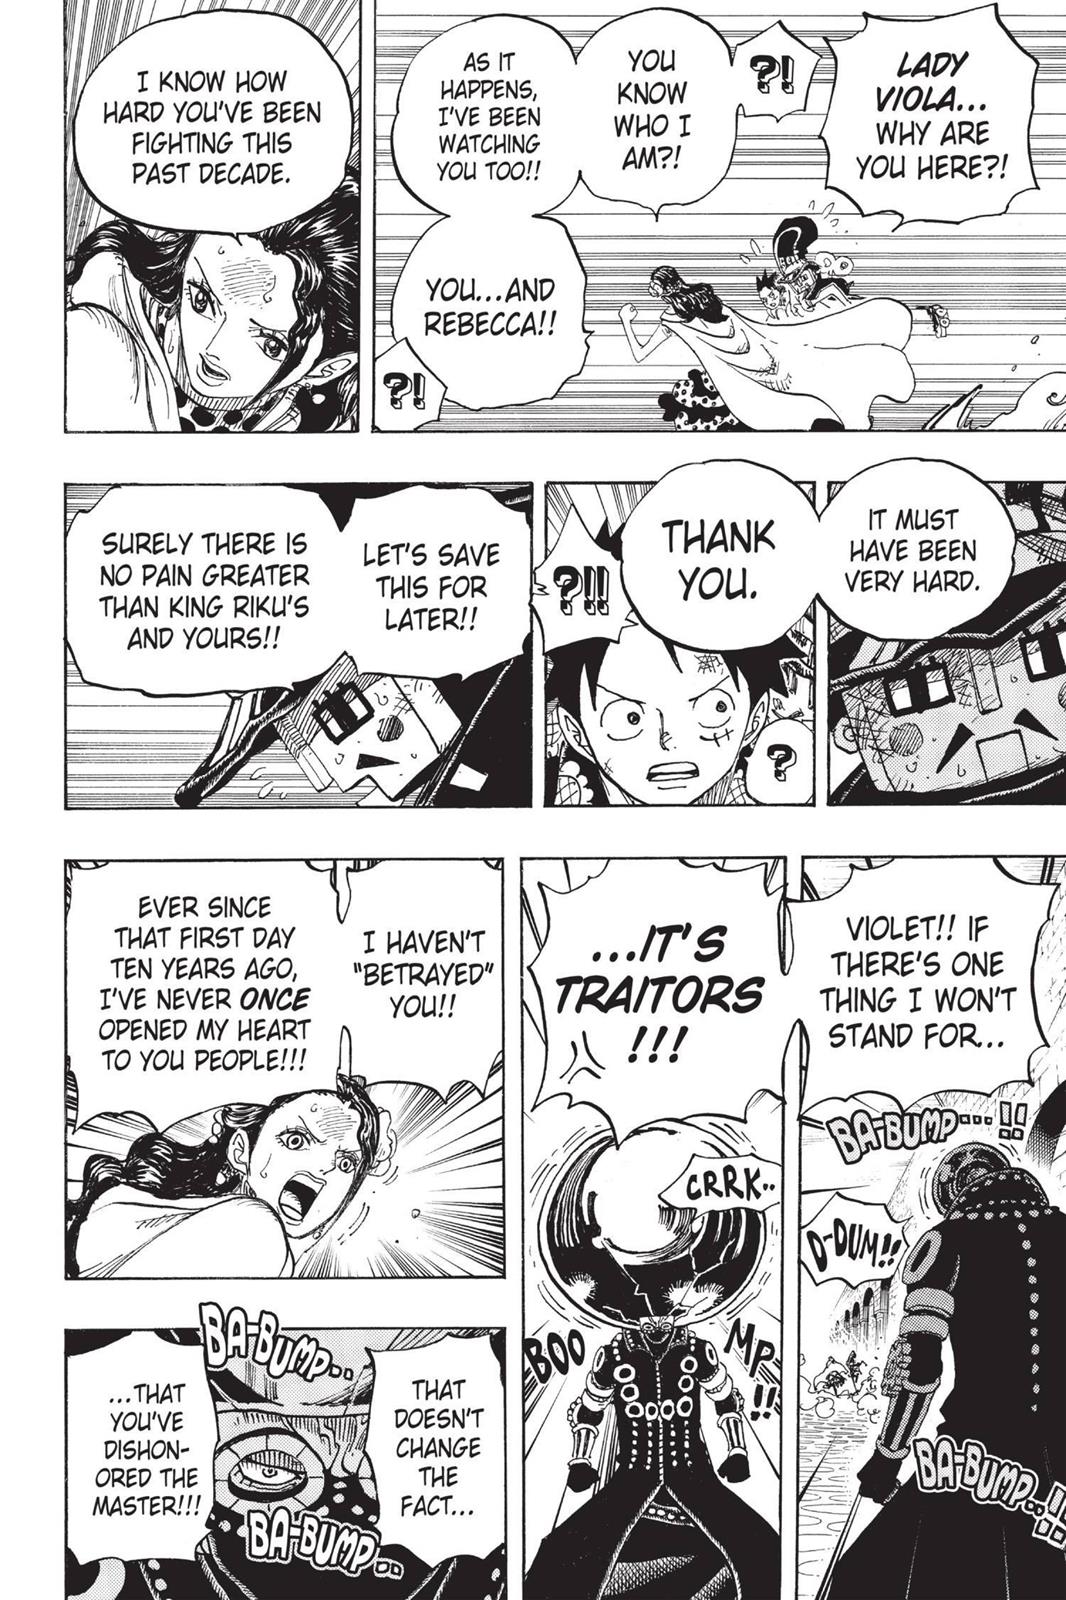 LADY
VIOLA...
WHY ARE
YOU HERE?!
?!
YOU
KNOW
WHO I
AM?!
AS IT
HAPPENS,
I'VE BEEN
WATCHING
YOU TOO!!
YOU...AND
REBECCA!!
?!
I KNOW HOW
HARD YOU'VE BEEN
FIGHTING THIS
PAST DECADE.
IT MUST
HAVE BEEN
VERY HARD.
THANK
YOU.
?!!
?
LET'S SAVE
THIS FOR
LATER!!
SURELY THERE IS
NO PAIN GREATER
THAN KING RIKU'S
AND YOURS!!
VIOLET!! IF
THERE'S ONE
THING I WON'T
STAND FOR...
BA-BUMP...!!
D-DUM!!
BA-BUMP..!!
...IT'S
TRAITORS
!!!
CRRK..
BOO
MP
!!
I HAVEN'T
"BETRAYED"
YOU!!
EVER SINCE
THAT FIRST DAY
TEN YEARS AGO,
I'VE NEVER ONCE
OPENED MY HEART
TO YOU PEOPLE!!!
BA-BUMP..
THAT
DOESN'T
CHANGE
THE
FACT...
...THAT
YOU'VE
DISHON-
ORED THE
MASTER!!!
BA-BUMP..